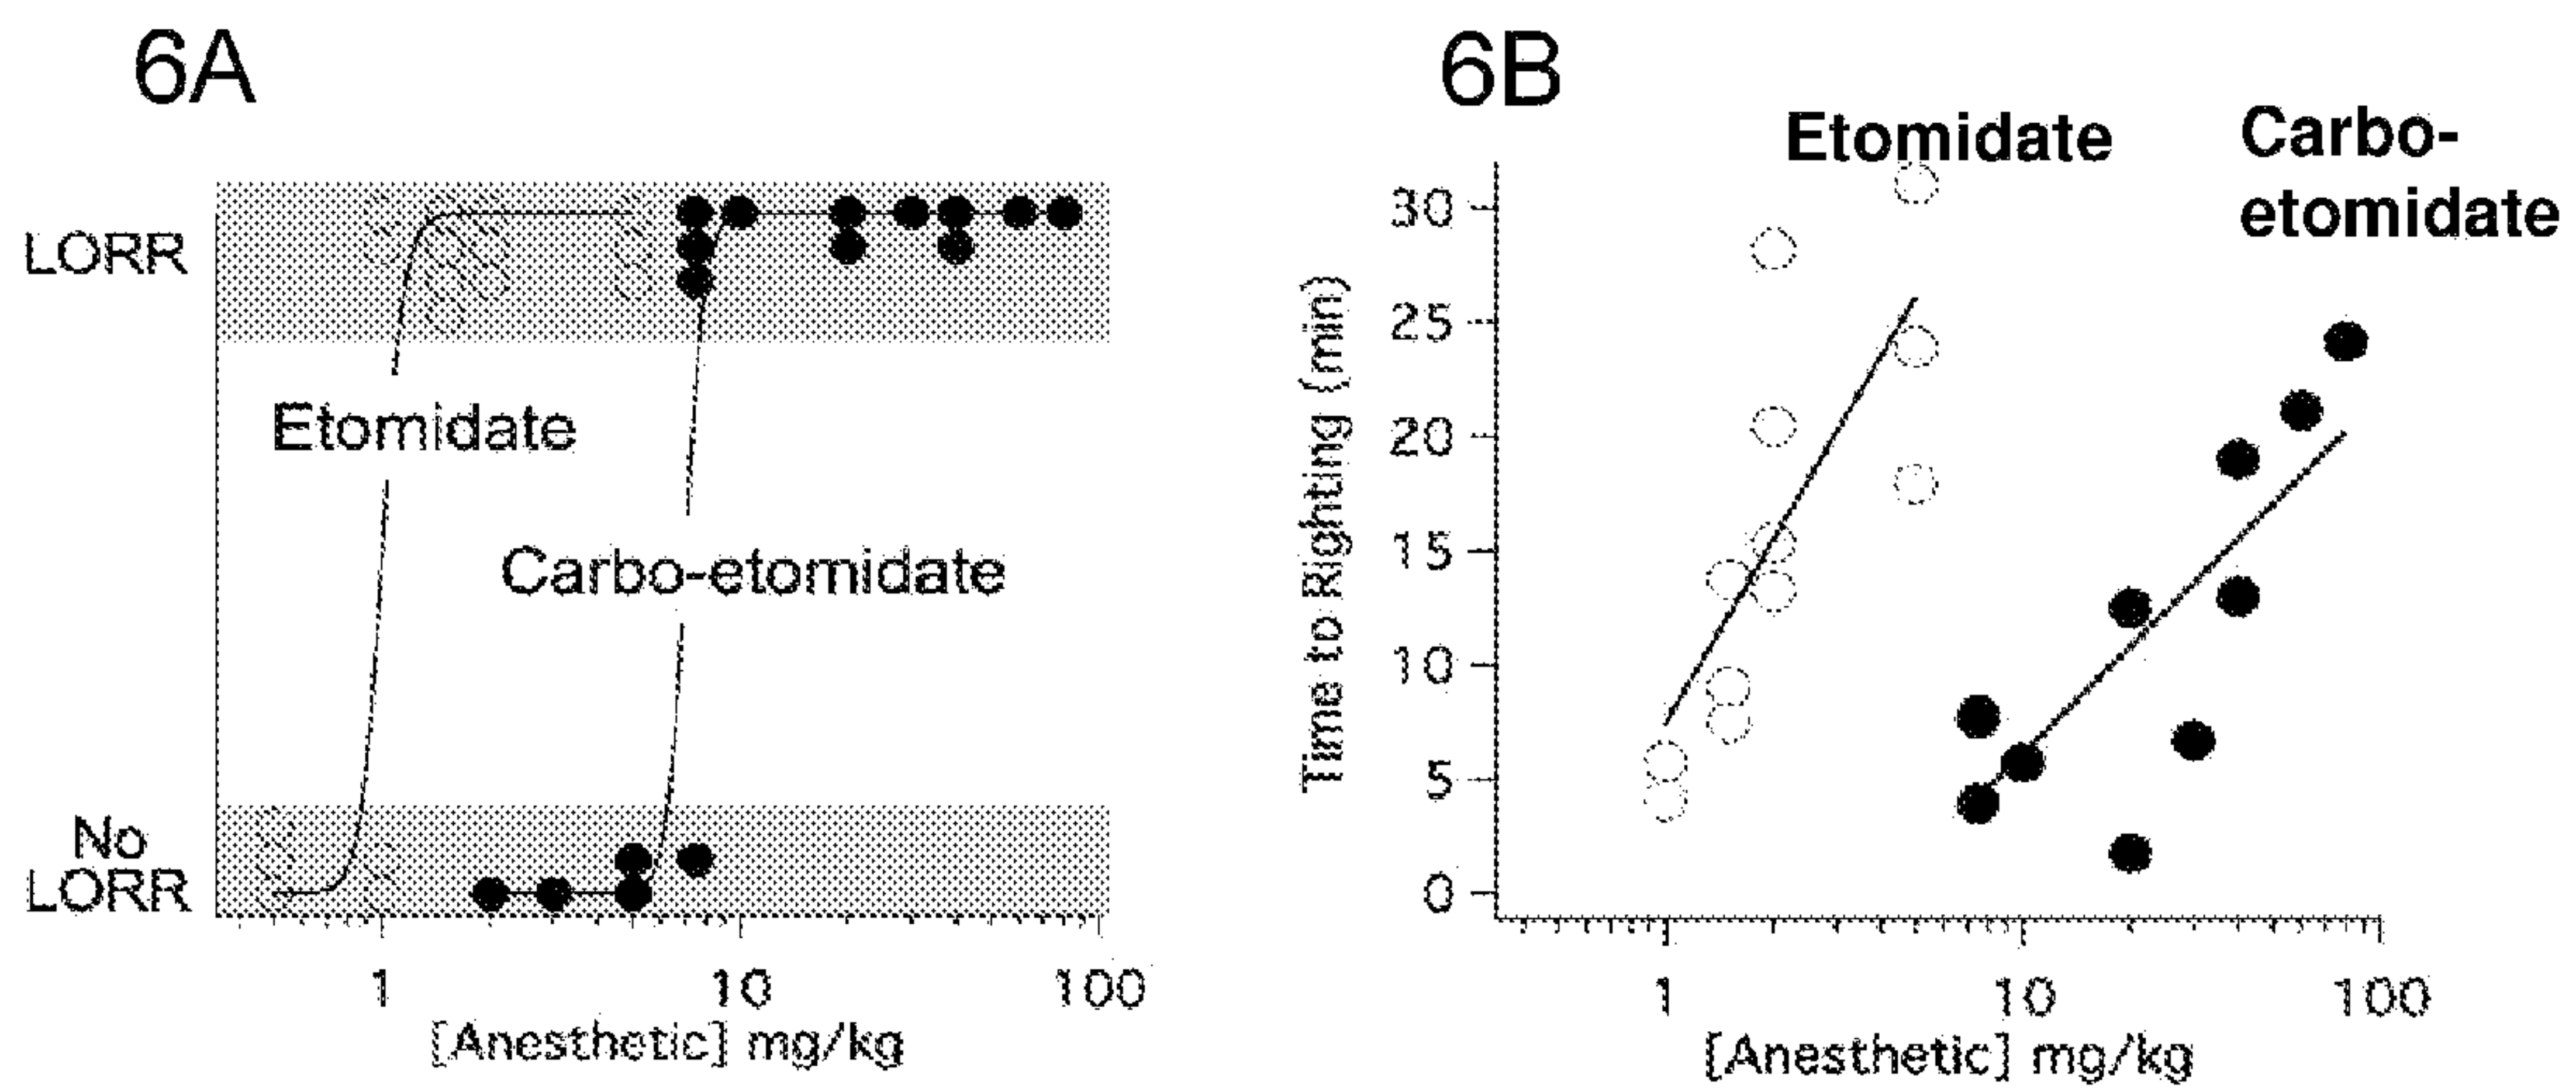 6A
LORR
Etomidate
Carbo-etomidate
No
LORR
1 10 100
[Anesthetic] mg/kg
6B
Etomidate
Carbo-
etomidate
Time to Righting (min)
30
25
20
15
10
5
0
1 10 100
[Anesthetic] mg/kg